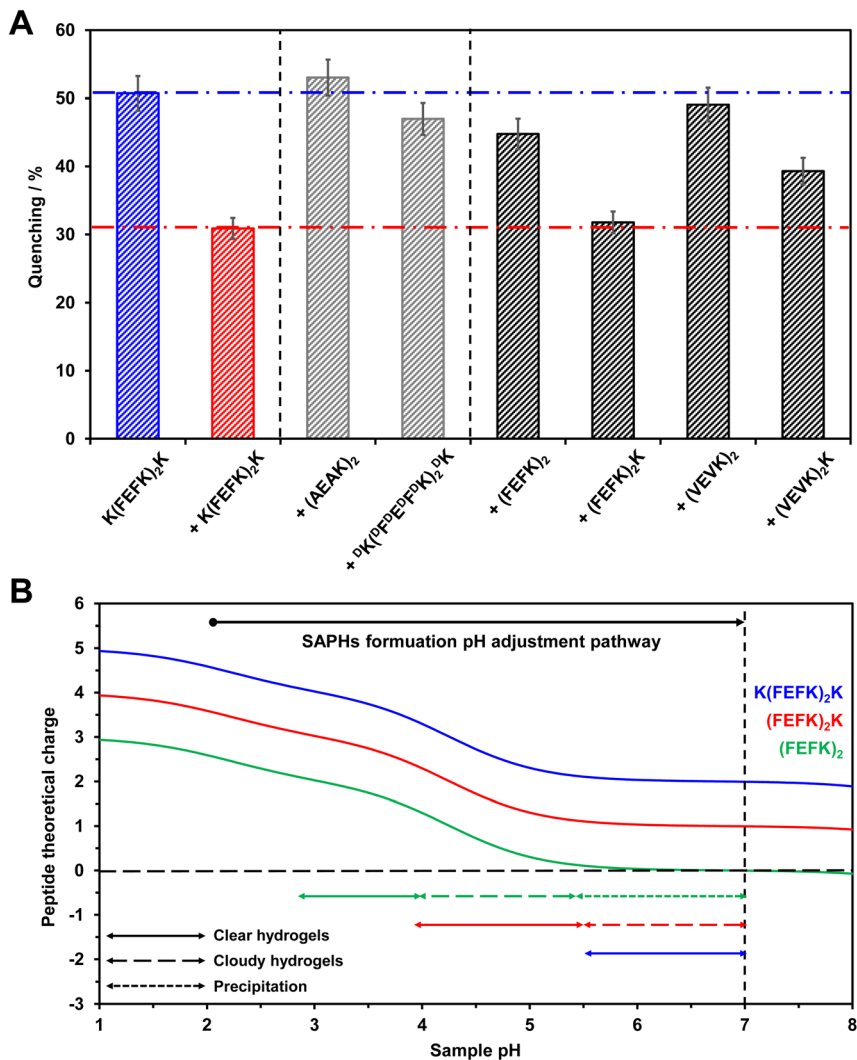 A
60
50
40
30
20
10
0
Quenching / %
K(FEFK)₂K
+ K(FEFK)₂K
+ (AEAK)₂
+ ᴰK(ᴰFᴰEᴰFᴰK)₂ᴰK
+ (FEFK)₂
+ (FEFK)₂K
+ (VEVK)₂
+ (VEVK)₂K
B
6
5
4
3
2
1
0
-1
-2
-3
Peptide theoretical charge
SAPHs formuation pH adjustment pathway
K(FEFK)₂K
(FEFK)₂K
(FEFK)₂
Clear hydrogels
Cloudy hydrogels
Precipitation
1 2 3 4 5 6 7 8
Sample pH